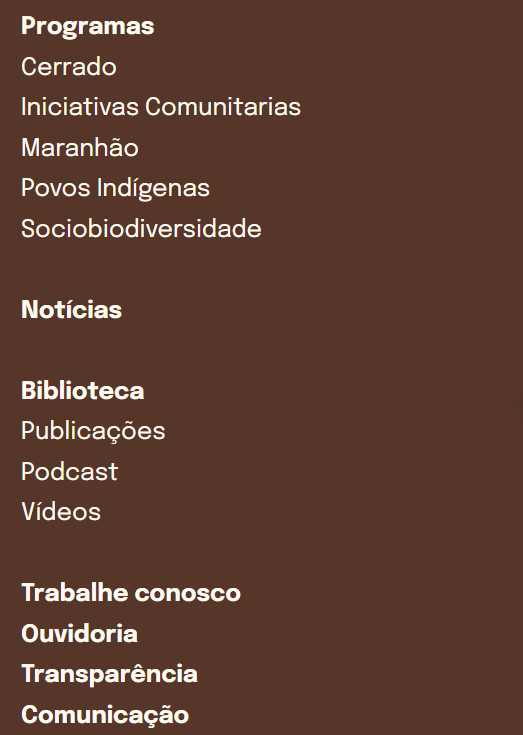 Programas
Cerrado
Iniciativas Comunitarias
Maranhão
Povos Indígenas
Sociobiodiversidade
Notícias
Biblioteca
Publicações
Podcast
Vídeos
Trabalhe conosco
Ouvidoria
Transparência
Comunicação